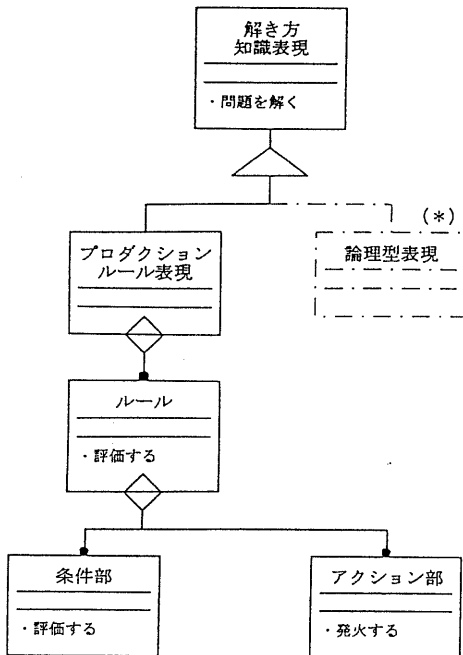 解き方
知識表現
・問題を解く
(*)
プロダクション
ルール表現
論理型表現
ルール
・評価する
条件部
・評価する
アクション部
・発火する